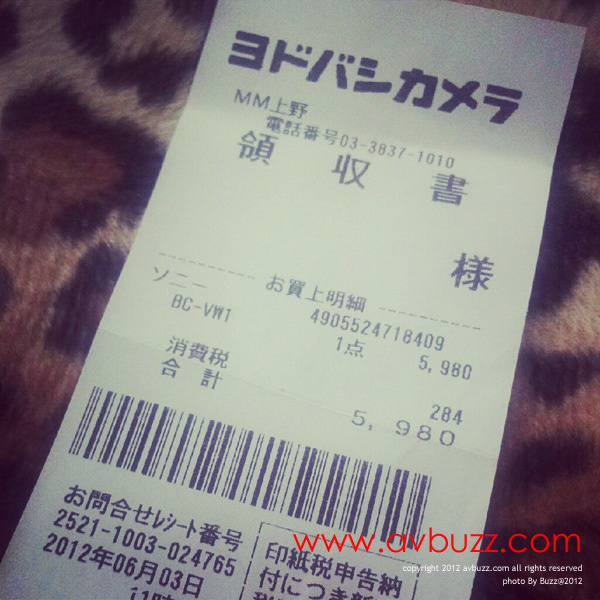 ヨドバシカメラ
MM上野
電話番号03-3837-1010
領 収 書
様
お買上明細
ソニー 4905524718409
BC-VW1 1点 5,980
消費税 284
合 計 5,980
お問合せレシート番号
2521-1003-024765
2012年06月03日
印紙税申告納
付につき新
www.avbuzz.com
copyright 2012 avbuzz.com all rights reserved
photo By Buzz@2012